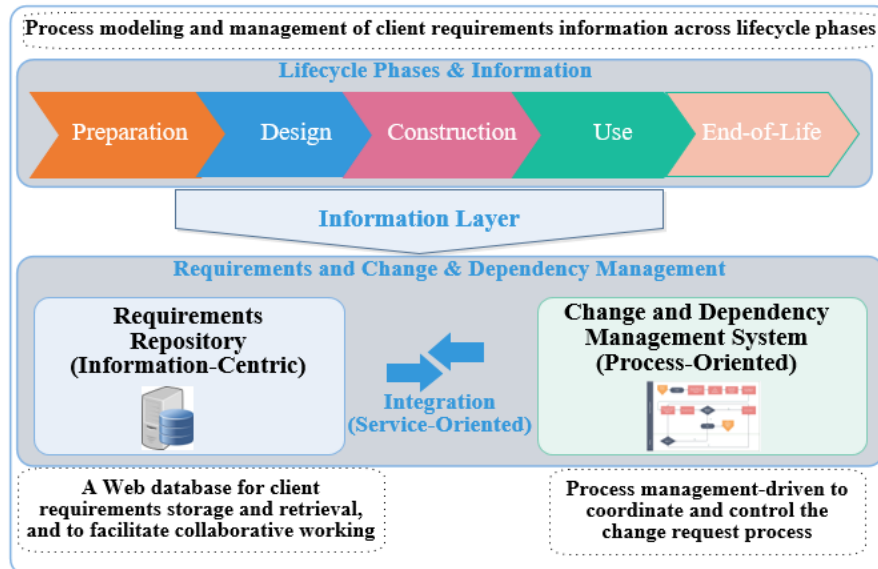 Process modeling and management of client requirements information across lifecycle phases
Lifecycle Phases & Information
Preparation
Design
Construction
Use
End-of-Life
Information Layer
Requirements and Change & Dependency Management
Requirements
Repository
(Information-Centric)
Integration
(Service-Oriented)
Change and Dependency
Management System
(Process-Oriented)
A Web database for client
requirements storage and retrieval,
and to facilitate collaborative working
Process management-driven to
coordinate and control the
change request process